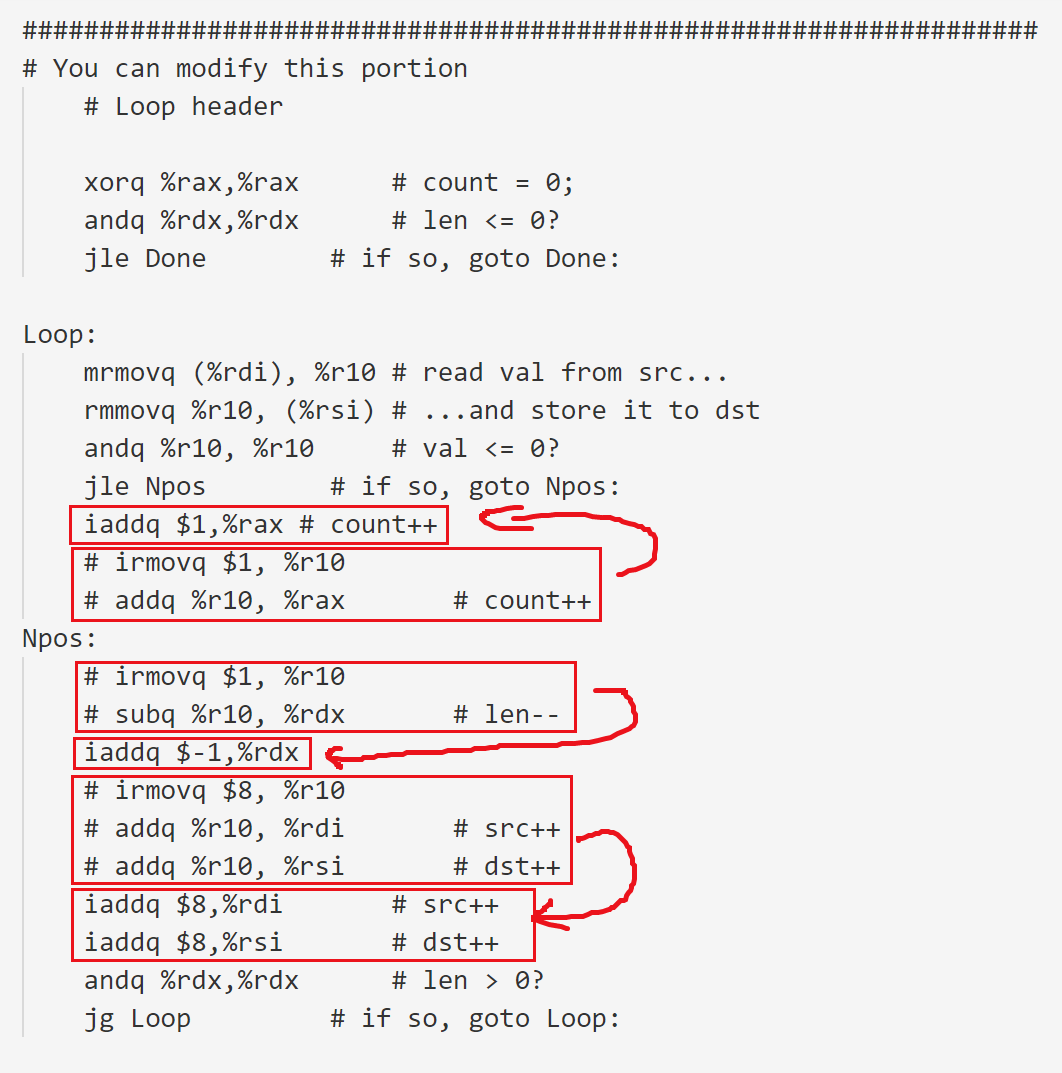 ##################################################################
# You can modify this portion
# Loop header
xorq %rax,%rax # count = 0;
andq %rdx,%rdx # len <= 0?
jle Done # if so, goto Done:
Loop:
mrmovq (%rdi), %r10 # read val from src...
rmmovq %r10, (%rsi) # ...and store it to dst
andq %r10, %r10 # val <= 0?
jle Npos # if so, goto Npos:
iaddq $1,%rax # count++
# irmovq $1, %r10
# addq %r10, %rax # count++
Npos:
# irmovq $1, %r10
# subq %r10, %rdx # len--
iaddq $-1,%rdx
# irmovq $8, %r10
# addq %r10, %rdi # src++
# addq %r10, %rsi # dst++
iaddq $8,%rdi # src++
iaddq $8,%rsi # dst++
andq %rdx,%rdx # len > 0?
jg Loop # if so, goto Loop: